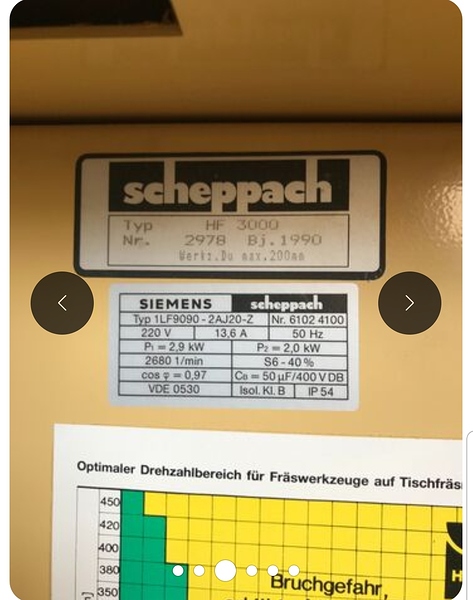 scheppach
Typ HF 3000
Nr. 2978 Bj.1990
Werkz.Du max.200mm
SIEMENS scheppach
Typ 1LF9090-2AJ20-Z Nr. 6102 4100
220 V 13,6 A 50 Hz
P₁ = 2,9 kW P₂ = 2,0 kW
2680 1/min S6-40%
cos φ = 0,97 CB = 50 µF/400 V DB
VDE 0530 Isol. Kl. B IP 54
Optimaler Drehzahlbereich für Fräswerkzeuge auf Tischfräs
450
420
400
380
350
Bruchgefahr,